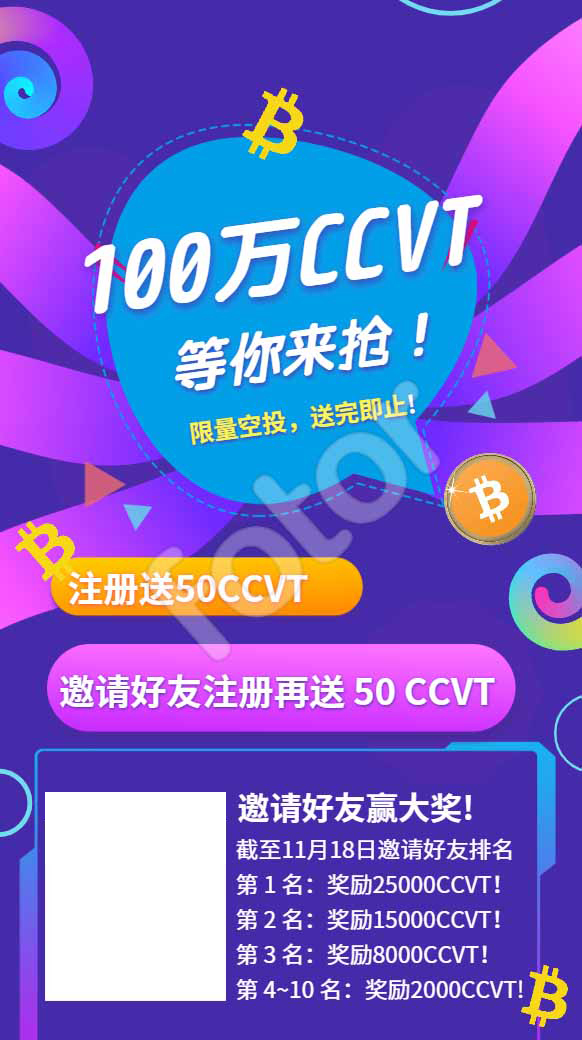 100万CCVT
等你来抢！
限量空投，送完即止!
fotor
注册送50CCVT
邀请好友注册再送 50 CCVT
邀请好友赢大奖!
截至11月18日邀请好友排名
第 1 名：奖励25000CCVT!
第 2 名：奖励15000CCVT!
第 3 名：奖励8000CCVT!
第 4~10 名：奖励2000CCVT!